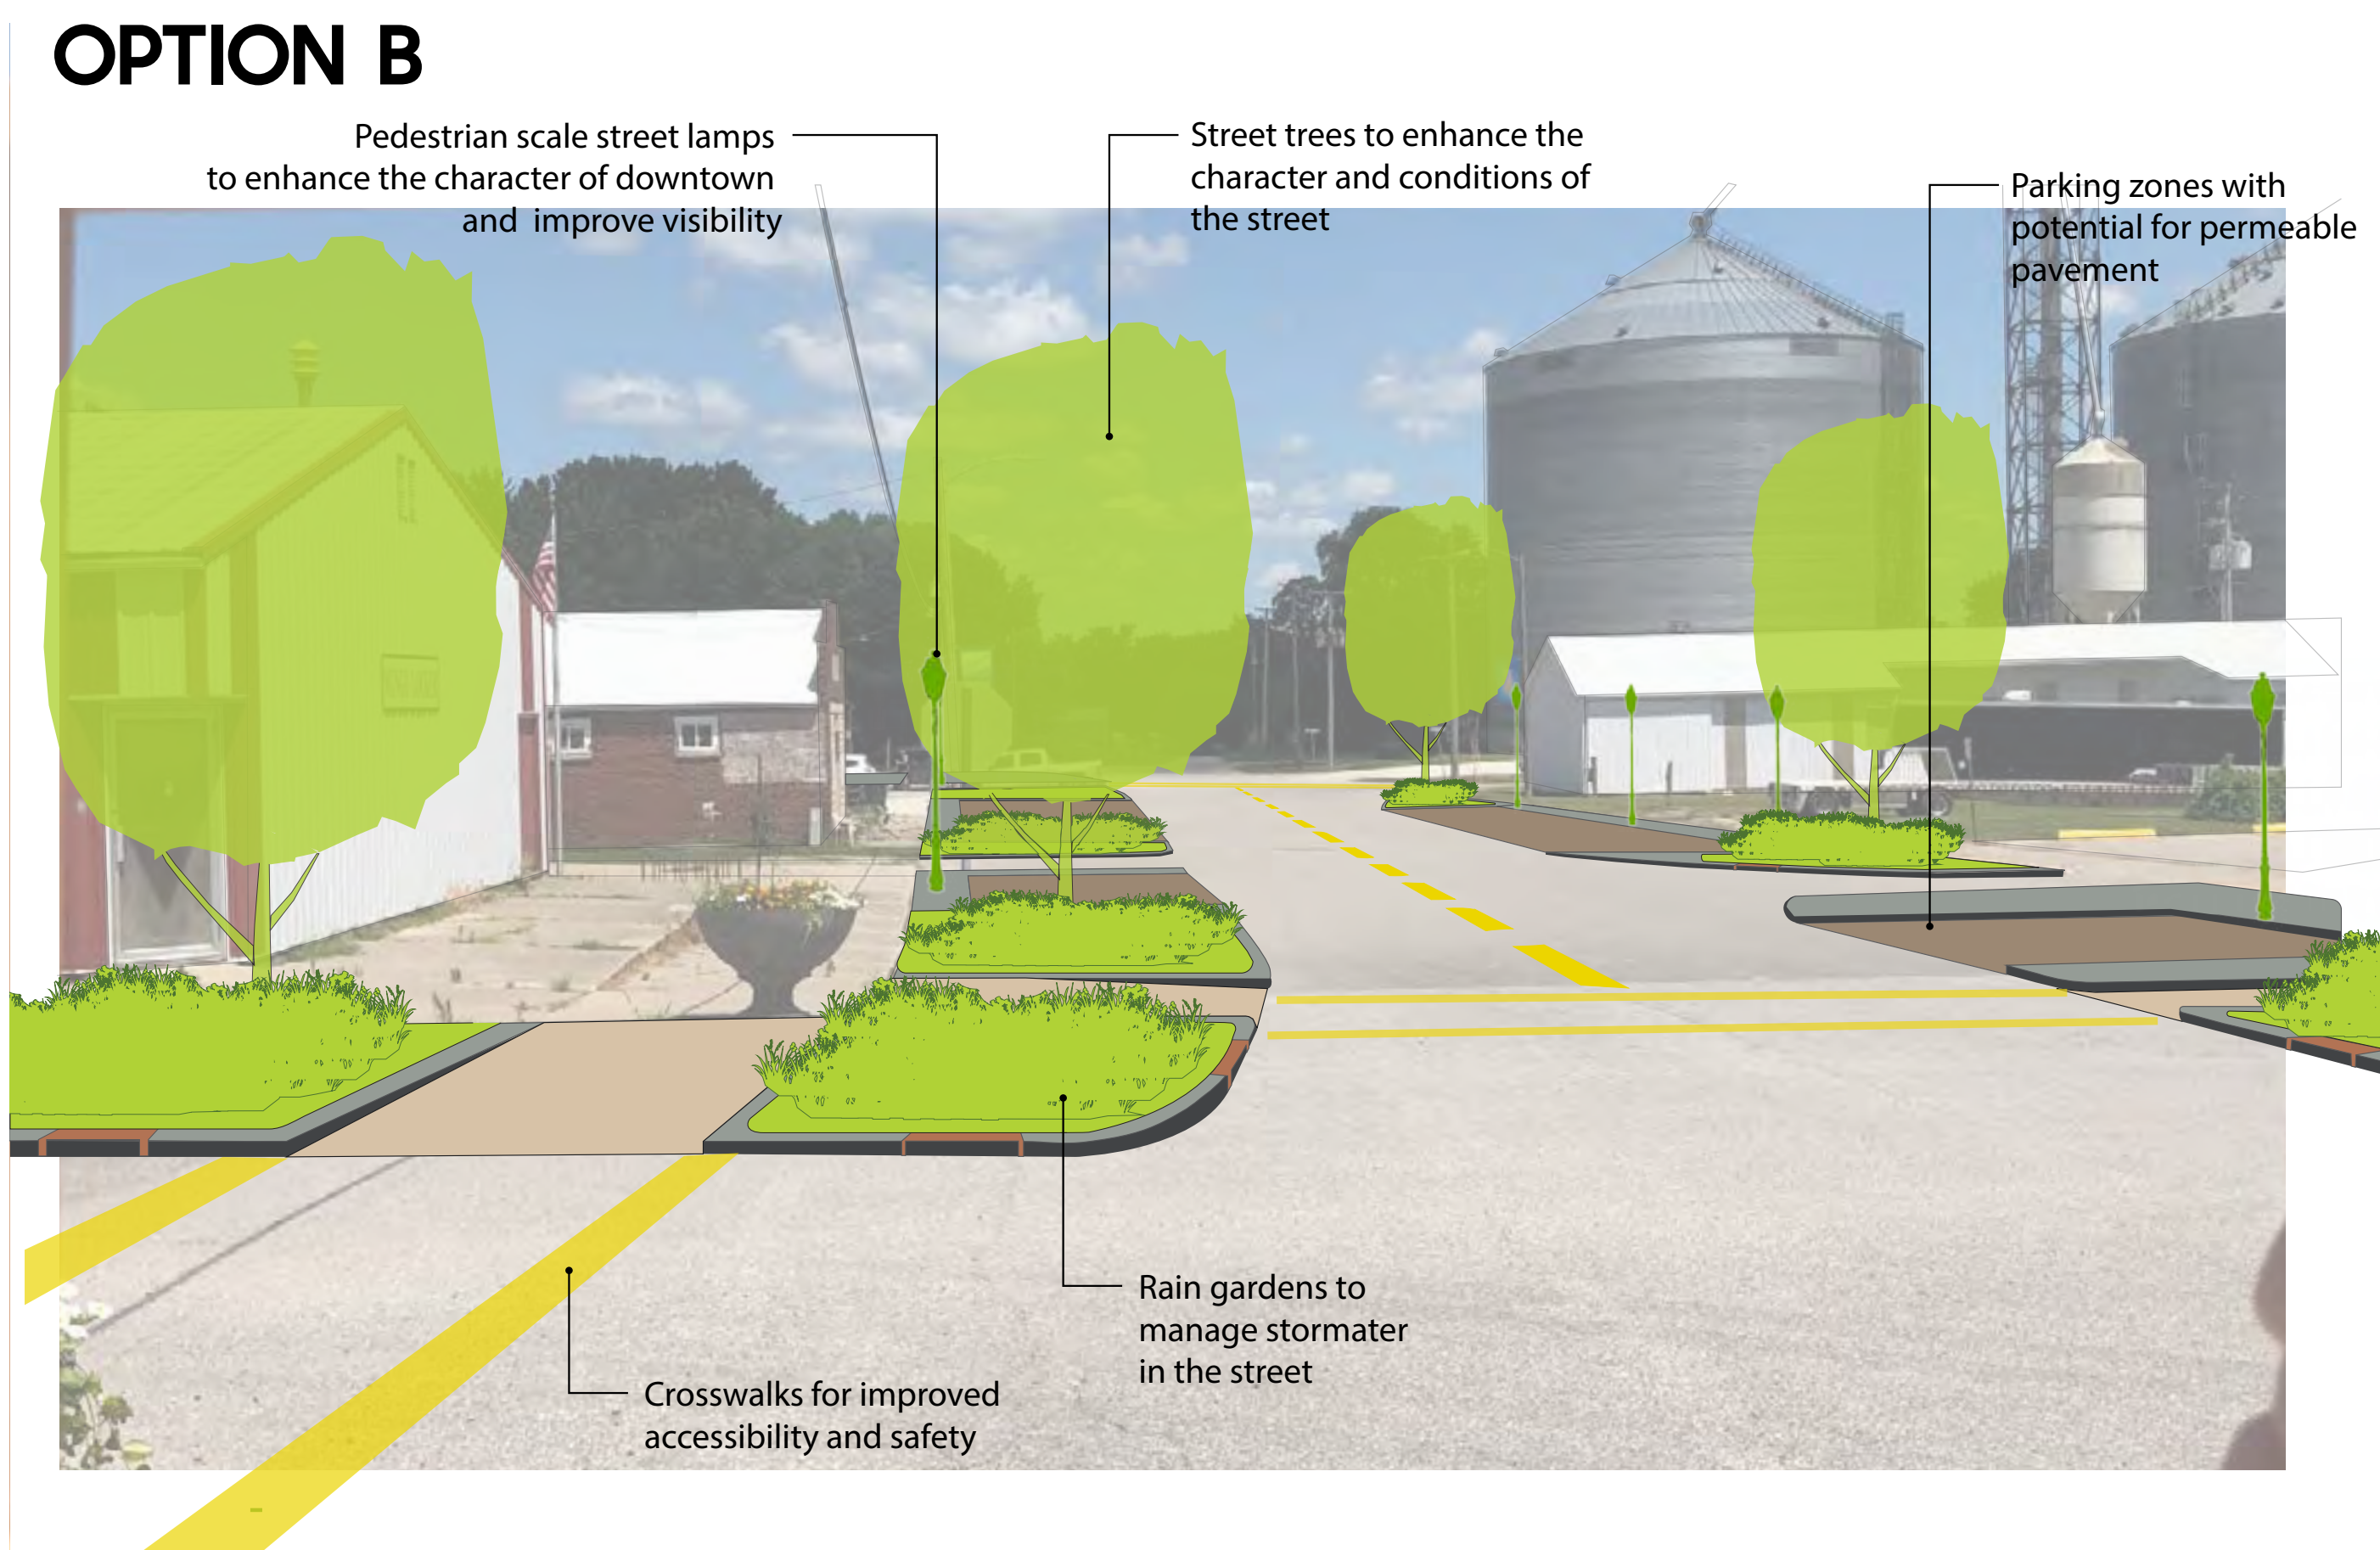 OPTION B
Pedestrian scale street lamps
to enhance the character of downtown
and improve visibility
Street trees to enhance the
character and conditions of
the street
Parking zones with
potential for permeable
pavement
Rain gardens to
manage stormater
in the street
Crosswalks for improved
accessibility and safety